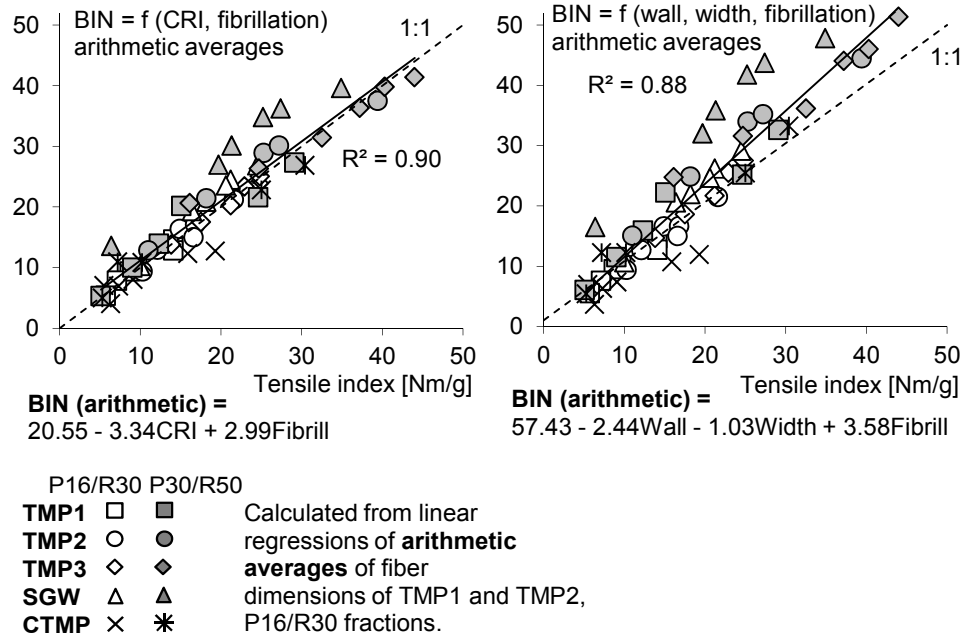 BIN = f (CRI, fibrillation)
arithmetic averages
1:1
R² = 0.90
50
40
30
20
10
0
0 10 20 30 40 50
Tensile index [Nm/g]
BIN (arithmetic) =
20.55 - 3.34CRI + 2.99Fibrill
BIN = f (wall, width, fibrillation)
arithmetic averages
1:1
R² = 0.88
50
40
30
20
10
0
0 10 20 30 40 50
Tensile index [Nm/g]
BIN (arithmetic) =
57.43 - 2.44Wall - 1.03Width + 3.58Fibrill
P16/R30 P30/R50
TMP1 Calculated from linear
TMP2 regressions of arithmetic
TMP3 averages of fiber
SGW dimensions of TMP1 and TMP2,
CTMP P16/R30 fractions.